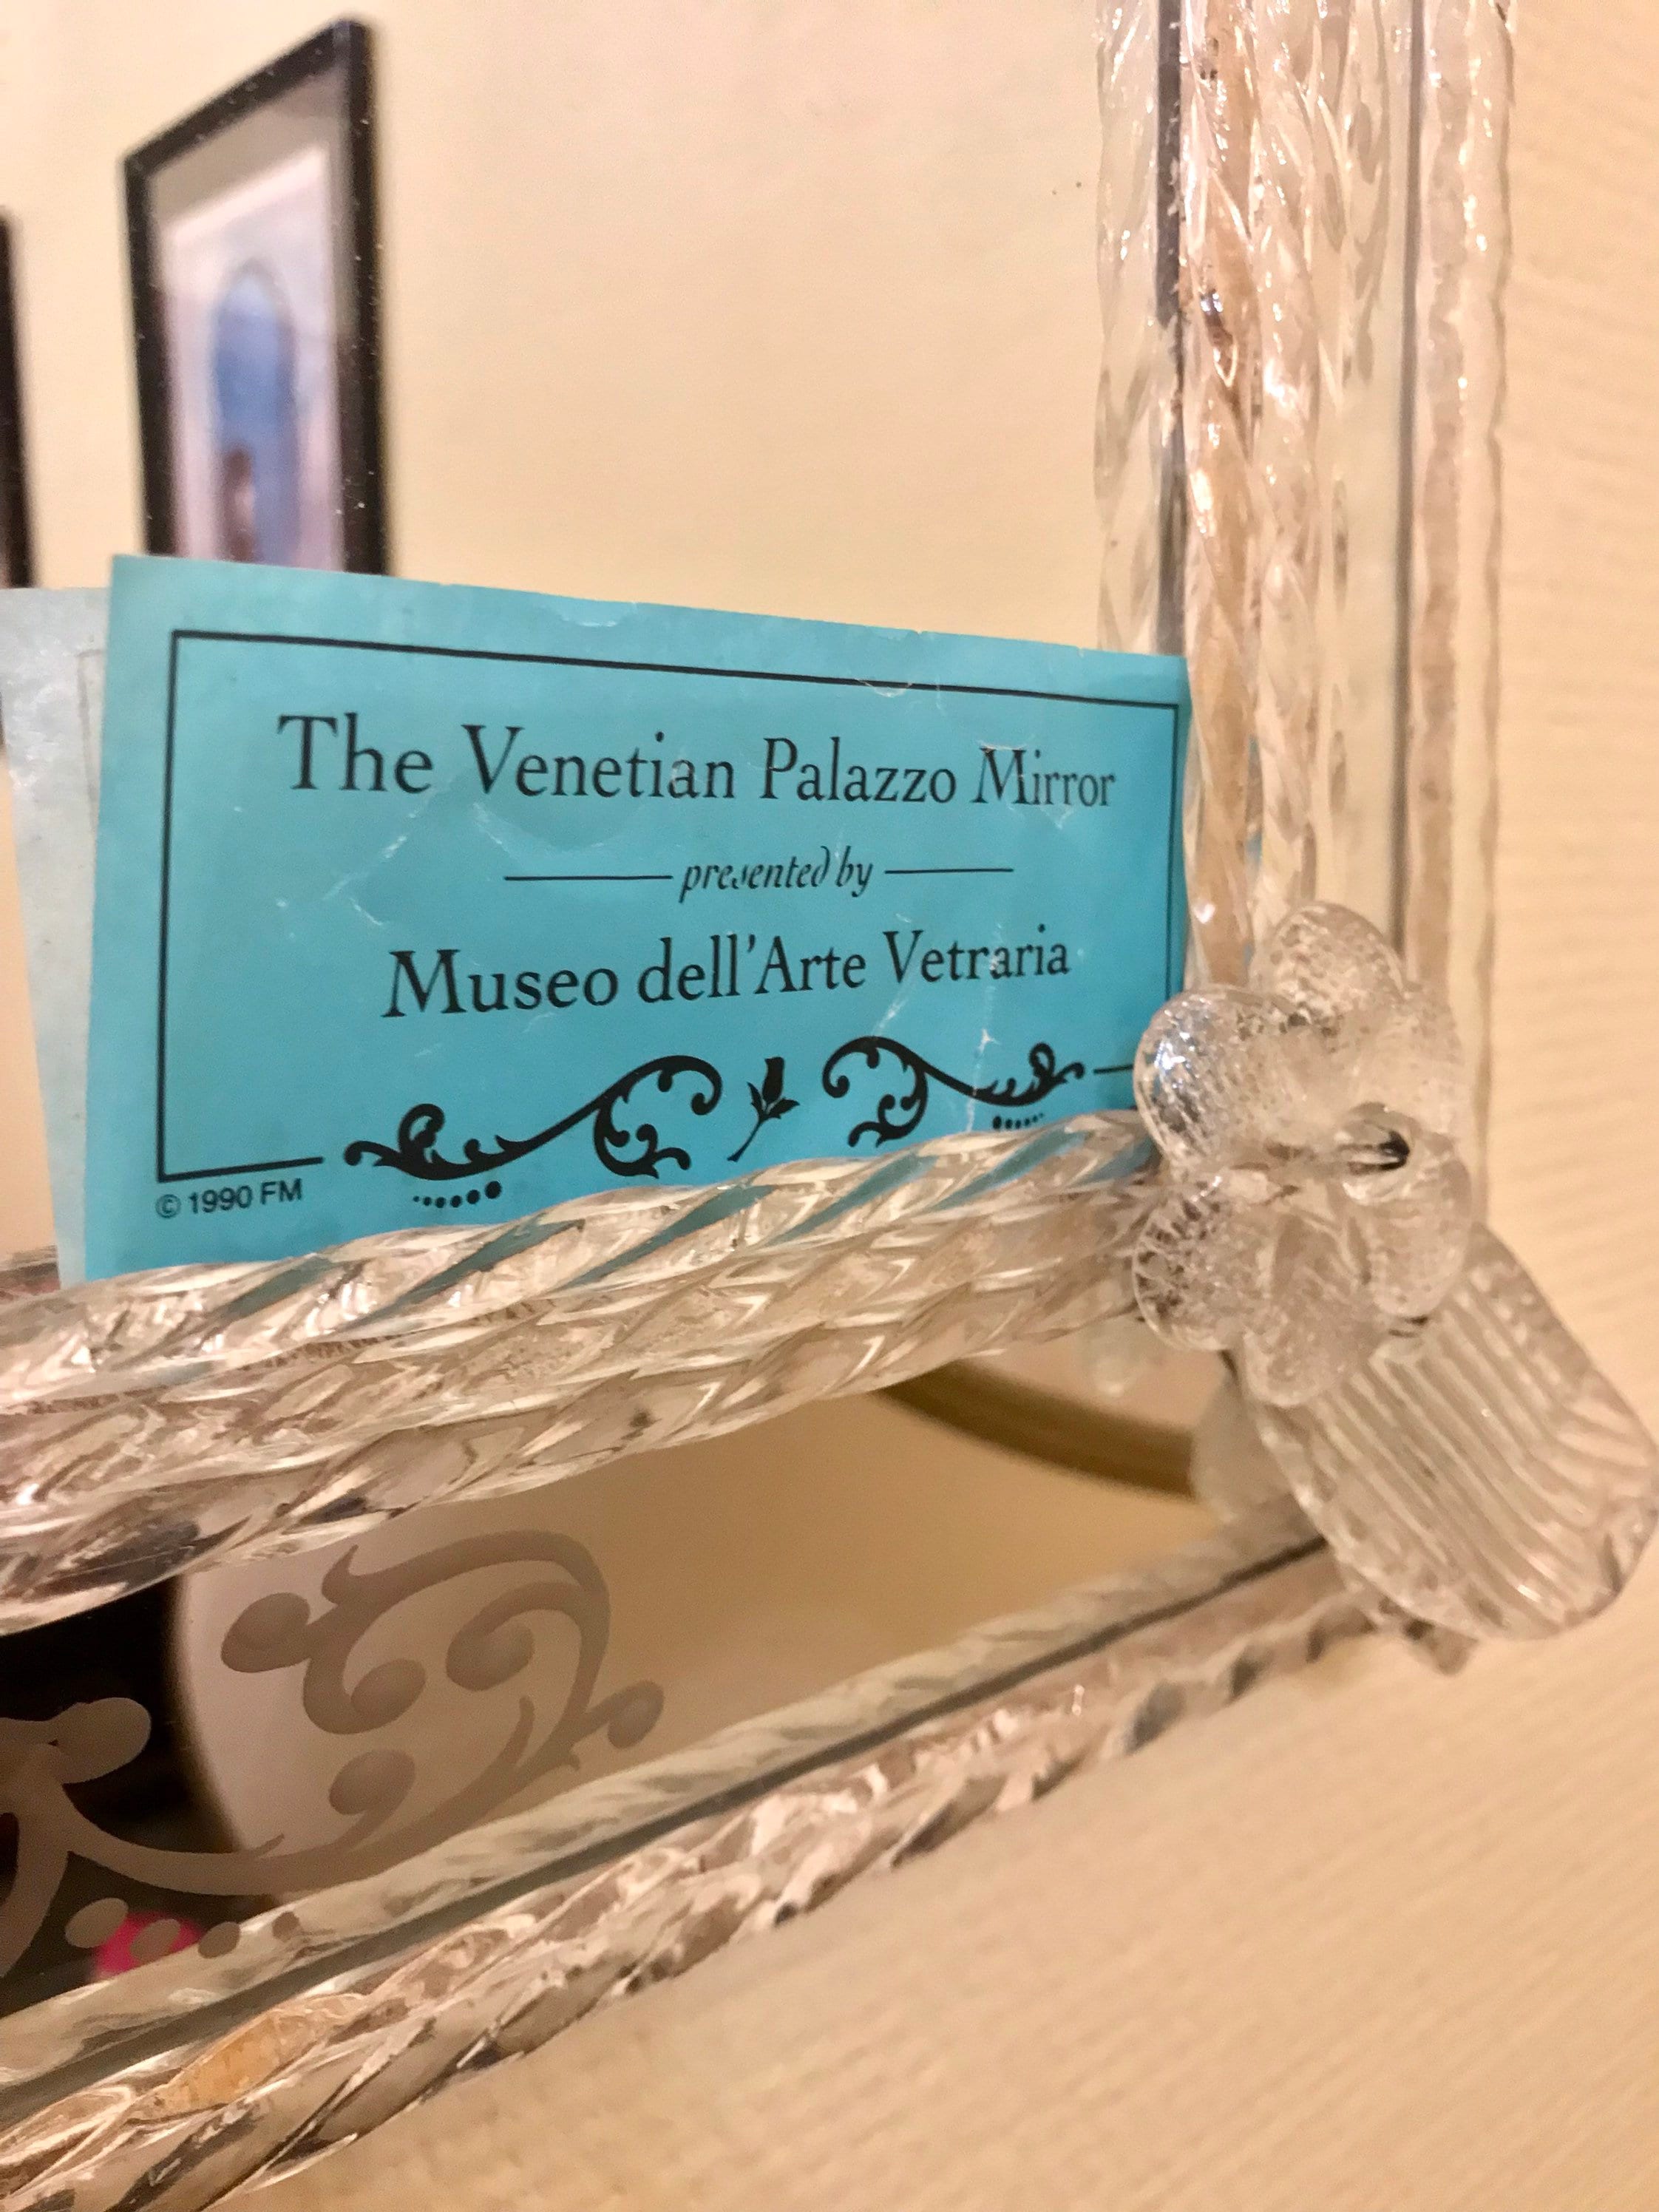 The Venetian Palazzo Mirror
presented by
Museo dell'Arte Vetraria
© 1990 FM